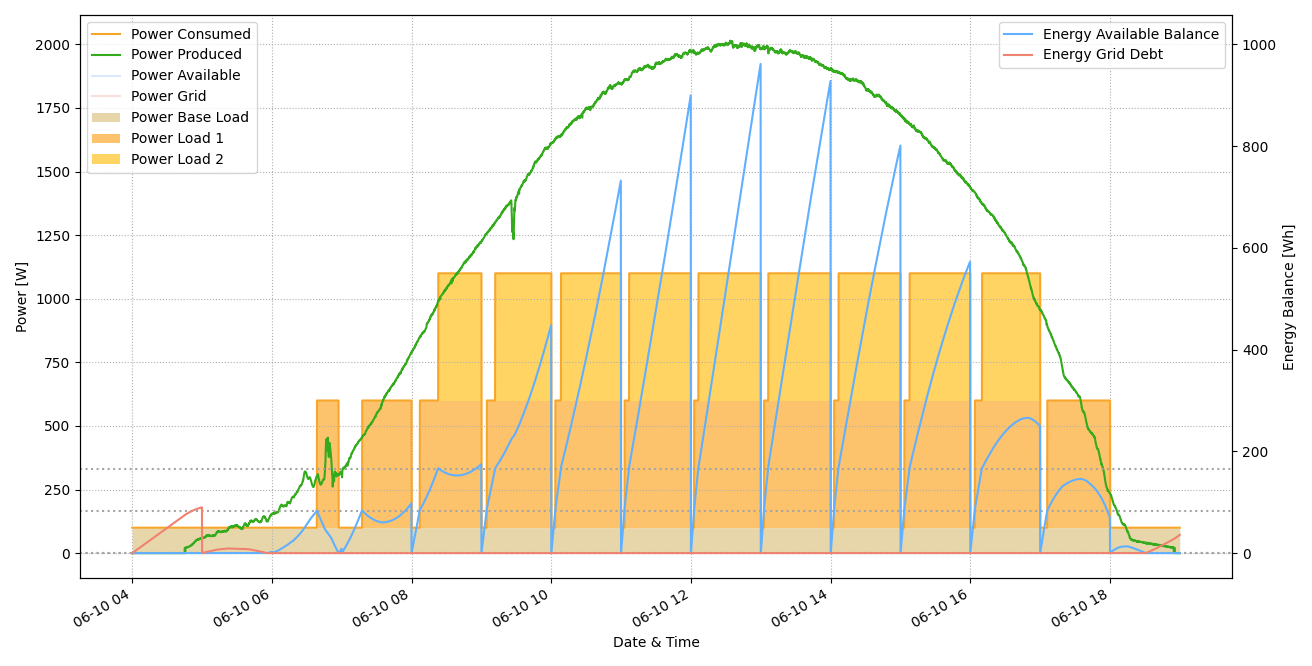 Power Consumed
Power Produced
Power Available
Power Grid
Power Base Load
Power Load 1
Power Load 2
Energy Available Balance
Energy Grid Debt
2000
1750
1500
1250
1000
750
500
250
0
Power [W]
1000
800
600
400
200
0
Energy Balance [Wh]
06-10 04
06-10 06
06-10 08
06-10 10
06-10 12
06-10 14
06-10 16
06-10 18
Date & Time